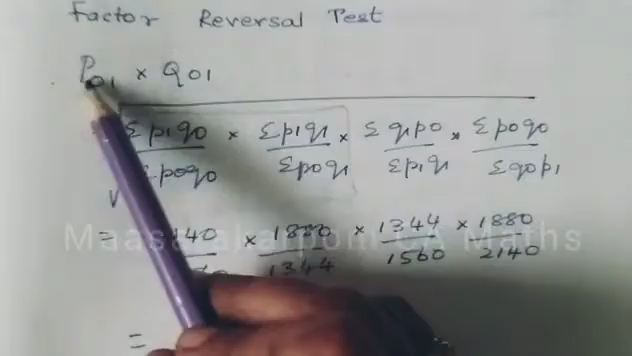 Factor Reversal Test
P01 × Q01
√ Σp1q0 × Σp1q1 × Σq1p0 × Σp0q0
Σp0q0 Σp0q1 Σp1q1 Σq0p1
= 140 × 1880 × 1344 × 1880
1344 1560 2140
CA Maths
=